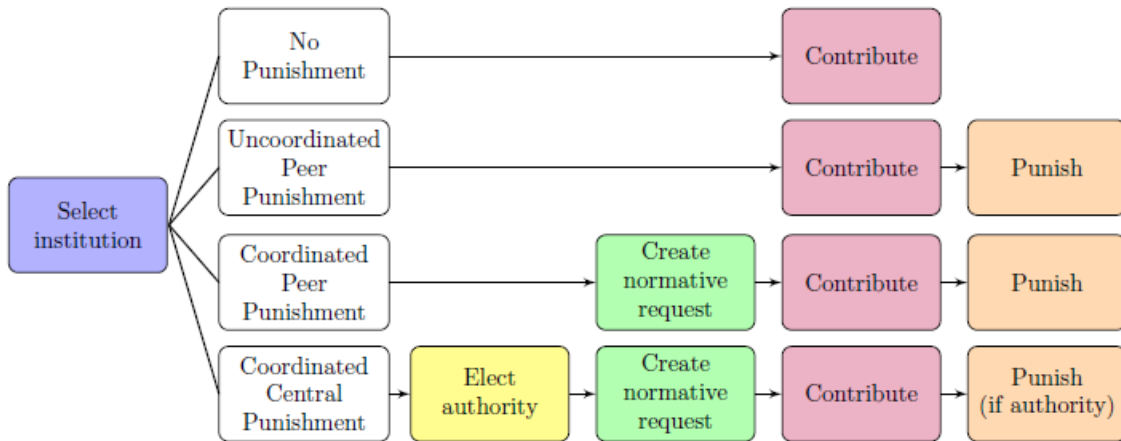 No
Punishment
Contribute
Uncoordinated
Peer
Punishment
Contribute
Punish
Select
institution
Coordinated
Peer
Punishment
Create
normative
request
Contribute
Punish
Coordinated
Central
Punishment
Elect
authority
Create
normative
request
Contribute
Punish
(if authority)